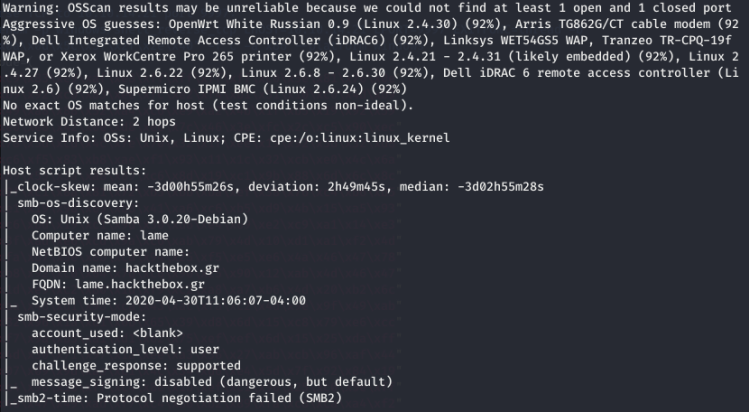 Warning: OSScan results may be unreliable because we could not find at least 1 open and 1 closed port
Aggressive OS guesses: OpenWrt White Russian 0.9 (Linux 2.4.30) (92%), Arris TG862G/CT cable modem (92
%), Dell Integrated Remote Access Controller (iDRAC6) (92%), Linksys WET54GS5 WAP, Tranzeo TR-CPQ-19f
WAP, or Xerox WorkCentre Pro 265 printer (92%), Linux 2.4.21 - 2.4.31 (likely embedded) (92%), Linux 2
.4.27 (92%), Linux 2.6.22 (92%), Linux 2.6.8 - 2.6.30 (92%), Dell iDRAC 6 remote access controller (Li
nux 2.6) (92%), Supermicro IPMI BMC (Linux 2.6.24) (92%)
No exact OS matches for host (test conditions non-ideal).
Network Distance: 2 hops
Service Info: OSs: Unix, Linux; CPE: cpe:/o:linux:linux_kernel

Host script results:
|_clock-skew: mean: -3d00h55m26s, deviation: 2h49m45s, median: -3d02h55m28s
| smb-os-discovery:
|   OS: Unix (Samba 3.0.20-Debian)
|   Computer name: lame
|   NetBIOS computer name:
|   Domain name: hackthebox.gr
|   FQDN: lame.hackthebox.gr
|_  System time: 2020-04-30T11:06:07-04:00
| smb-security-mode:
|   account_used: <blank>
|   authentication_level: user
|   challenge_response: supported
|_  message_signing: disabled (dangerous, but default)
|_smb2-time: Protocol negotiation failed (SMB2)